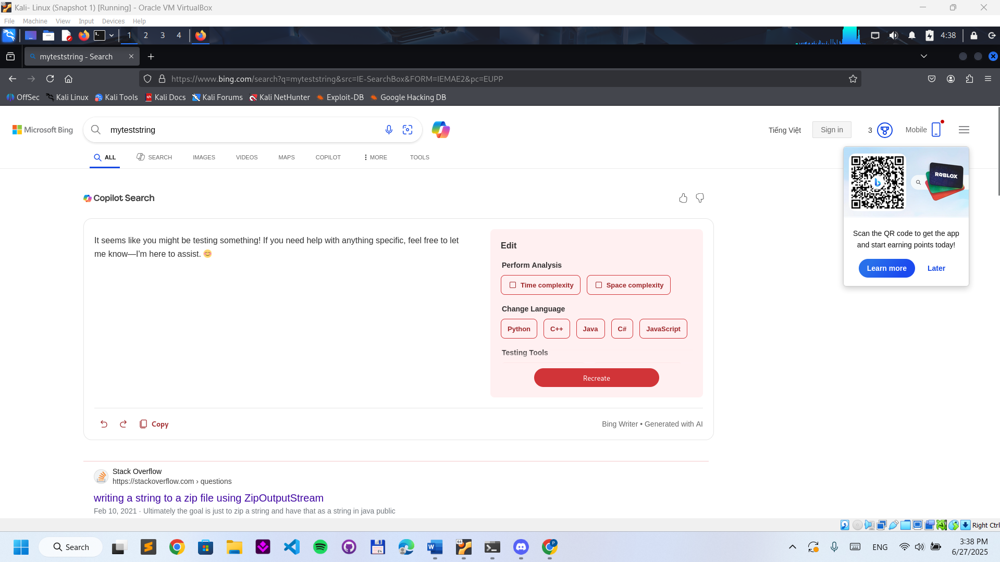 Kali- Linux (Snapshot 1) [Running] - Oracle VM VirtualBox
File Machine View Input Devices Help
1 2 3 4 4:38
myteststring - Search
https://www.bing.com/search?q=myteststring&src=IE-SearchBox&FORM=IEMAE2&pc=EUPP
OffSec Kali Linux Kali Tools Kali Docs Kali Forums Kali NetHunter Exploit-DB Google Hacking DB
Microsoft Bing myteststring Tiếng Việt Sign in 3 Mobile
ALL SEARCH IMAGES VIDEOS MAPS COPILOT MORE TOOLS
ROBLOX
Scan the QR code to get the app
and start earning points today!
Learn more Later
Copilot Search
It seems like you might be testing something! If you need help with anything specific, feel free to let
me know—I'm here to assist. 😊
Edit
Perform Analysis
Time complexity Space complexity
Change Language
Python C++ Java C# JavaScript
Testing Tools
Recreate
Copy Bing Writer • Generated with AI
Stack Overflow
https://stackoverflow.com › questions
writing a string to a zip file using ZipOutputStream
Feb 10, 2021 · Ultimately the goal is just to zip a string and have that as a string in java public
Right Ctrl
Search ENG 3:38 PM
6/27/2025